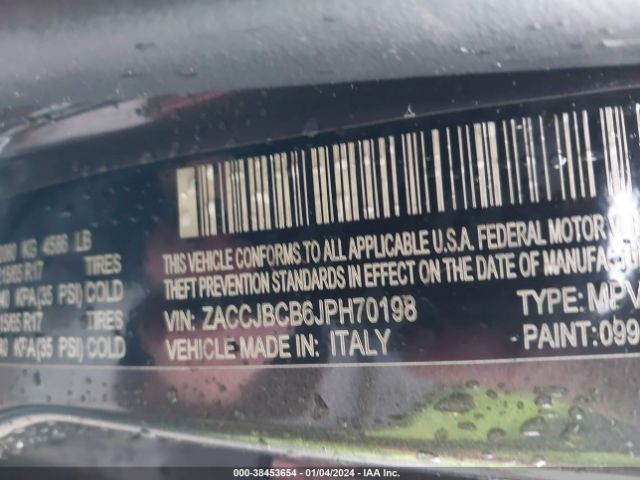 KG 4586 LB
R17 TIRES
KPA(35 PSI) COLD
R17 TIRES
KPA(35 PSI) COLD
THIS VEHICLE CONFORMS TO ALL APPLICABLE U.S.A. FEDERAL MOTOR
THEFT PREVENTION STANDARDS IN EFFECT ON THE DATE OF
VIN: ZACCJBCB6JPH70198 TYPE: MPV
VEHICLE MADE IN: ITALY PAINT: 099
000-38453654 - 01/04/2024 - IAA Inc.